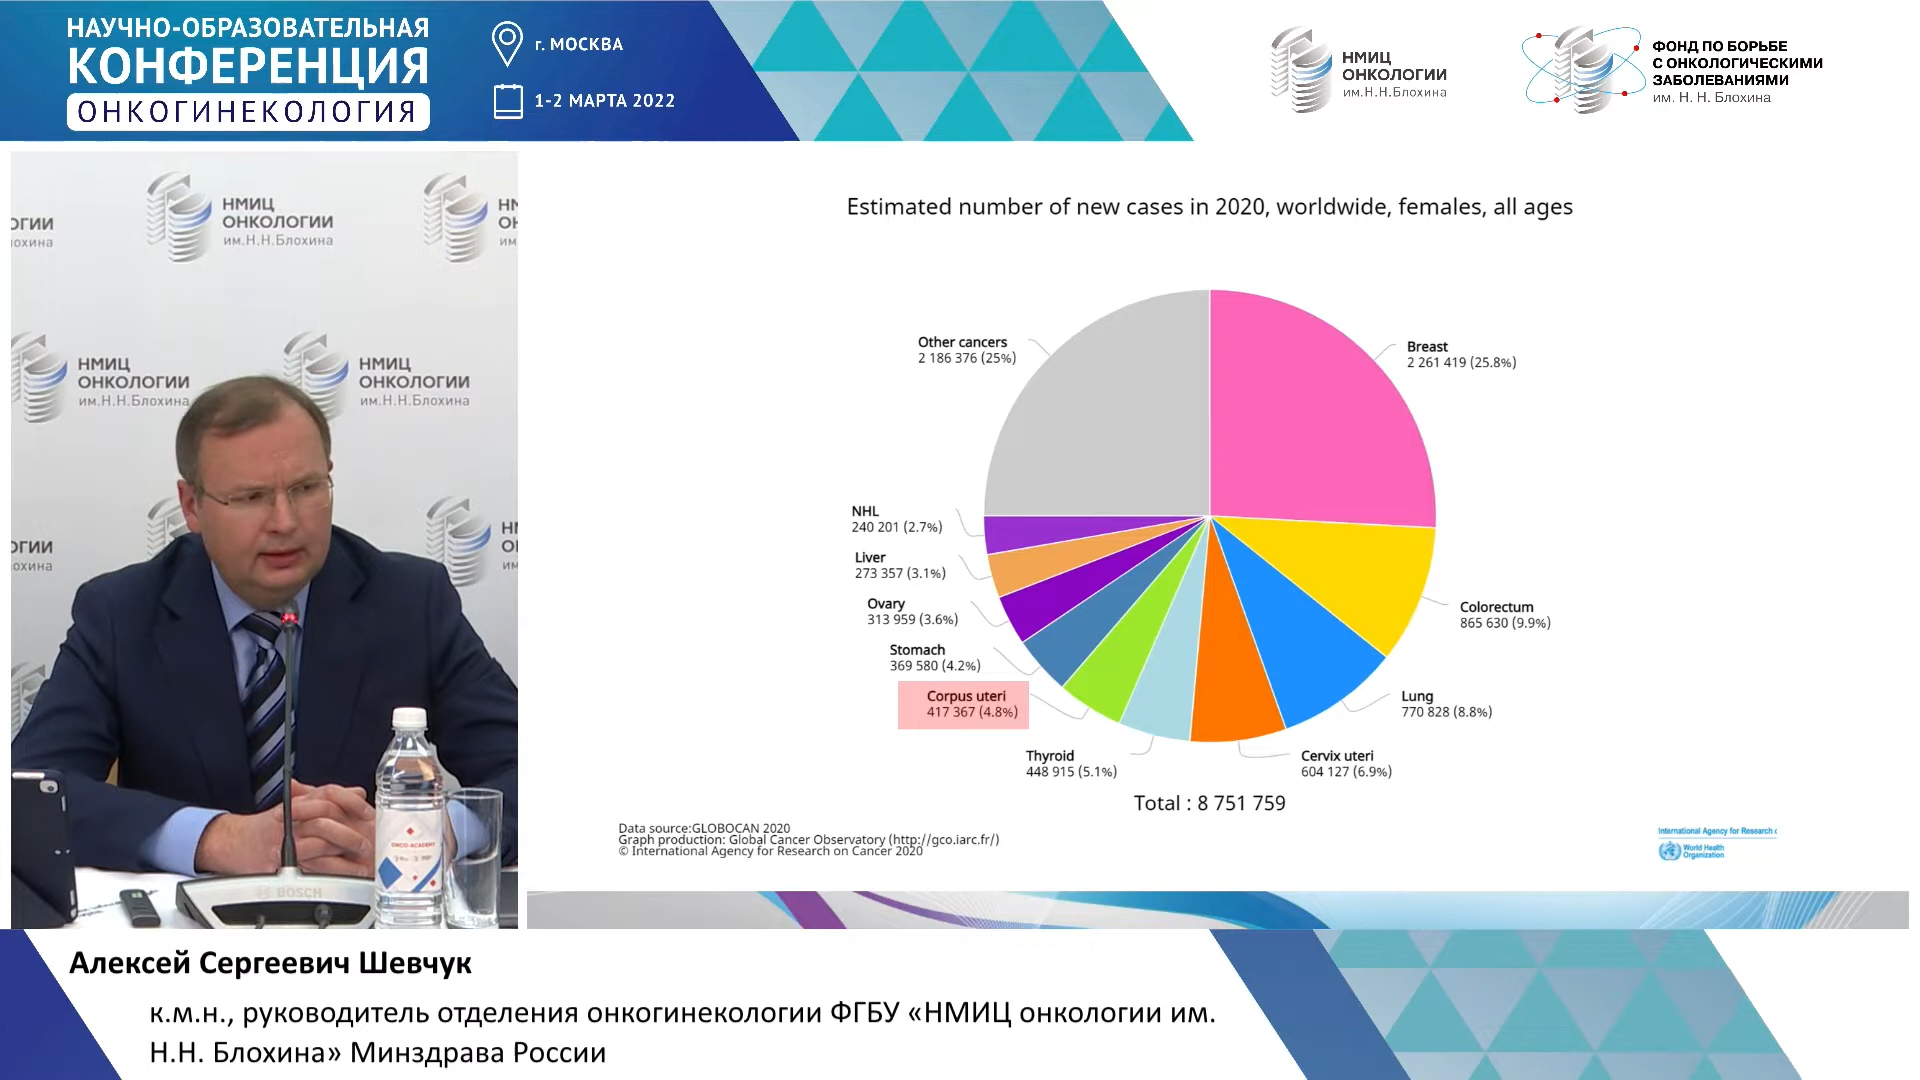 НАУЧНО-ОБРАЗОВАТЕЛЬНАЯ
КОНФЕРЕНЦИЯ
ОНКОГИНЕКОЛОГИЯ
г. МОСКВА
1-2 МАРТА 2022
НМИЦ
ОНКОЛОГИИ
им.Н.Н.Блохина
ФОНД ПО БОРЬБЕ
С ОНКОЛОГИЧЕСКИМИ
ЗАБОЛЕВАНИЯМИ
им. Н. Н. Блохина
НМИЦ
ОНКОЛОГИИ
им.Н.Н.Блохина
НМИЦ
ОНКОЛОГИИ
им.Н.Н.Блохина
НМИЦ
ОНКОЛОГИИ
им.Н.Н.Блохина
ONCO-ACADEMY
BOSCH
Estimated number of new cases in 2020, worldwide, females, all ages
Other cancers
2 186 376 (25%)
Breast
2 261 419 (25.8%)
NHL
240 201 (2.7%)
Liver
273 357 (3.1%)
Ovary
313 959 (3.6%)
Colorectum
865 630 (9.9%)
Stomach
369 580 (4.2%)
Corpus uteri
417 367 (4.8%)
Lung
770 828 (8.8%)
Thyroid
448 915 (5.1%)
Cervix uteri
604 127 (6.9%)
Total : 8 751 759
Data source:GLOBOCAN 2020
Graph production: Global Cancer Observatory (http://gco.iarc.fr/)
© International Agency for Research on Cancer 2020
International Agency for Research
World Health
Organization
Алексей Сергеевич Шевчук
к.м.н., руководитель отделения онкогинекологии ФГБУ «НМИЦ онкологии им.
Н.Н. Блохина» Минздрава России